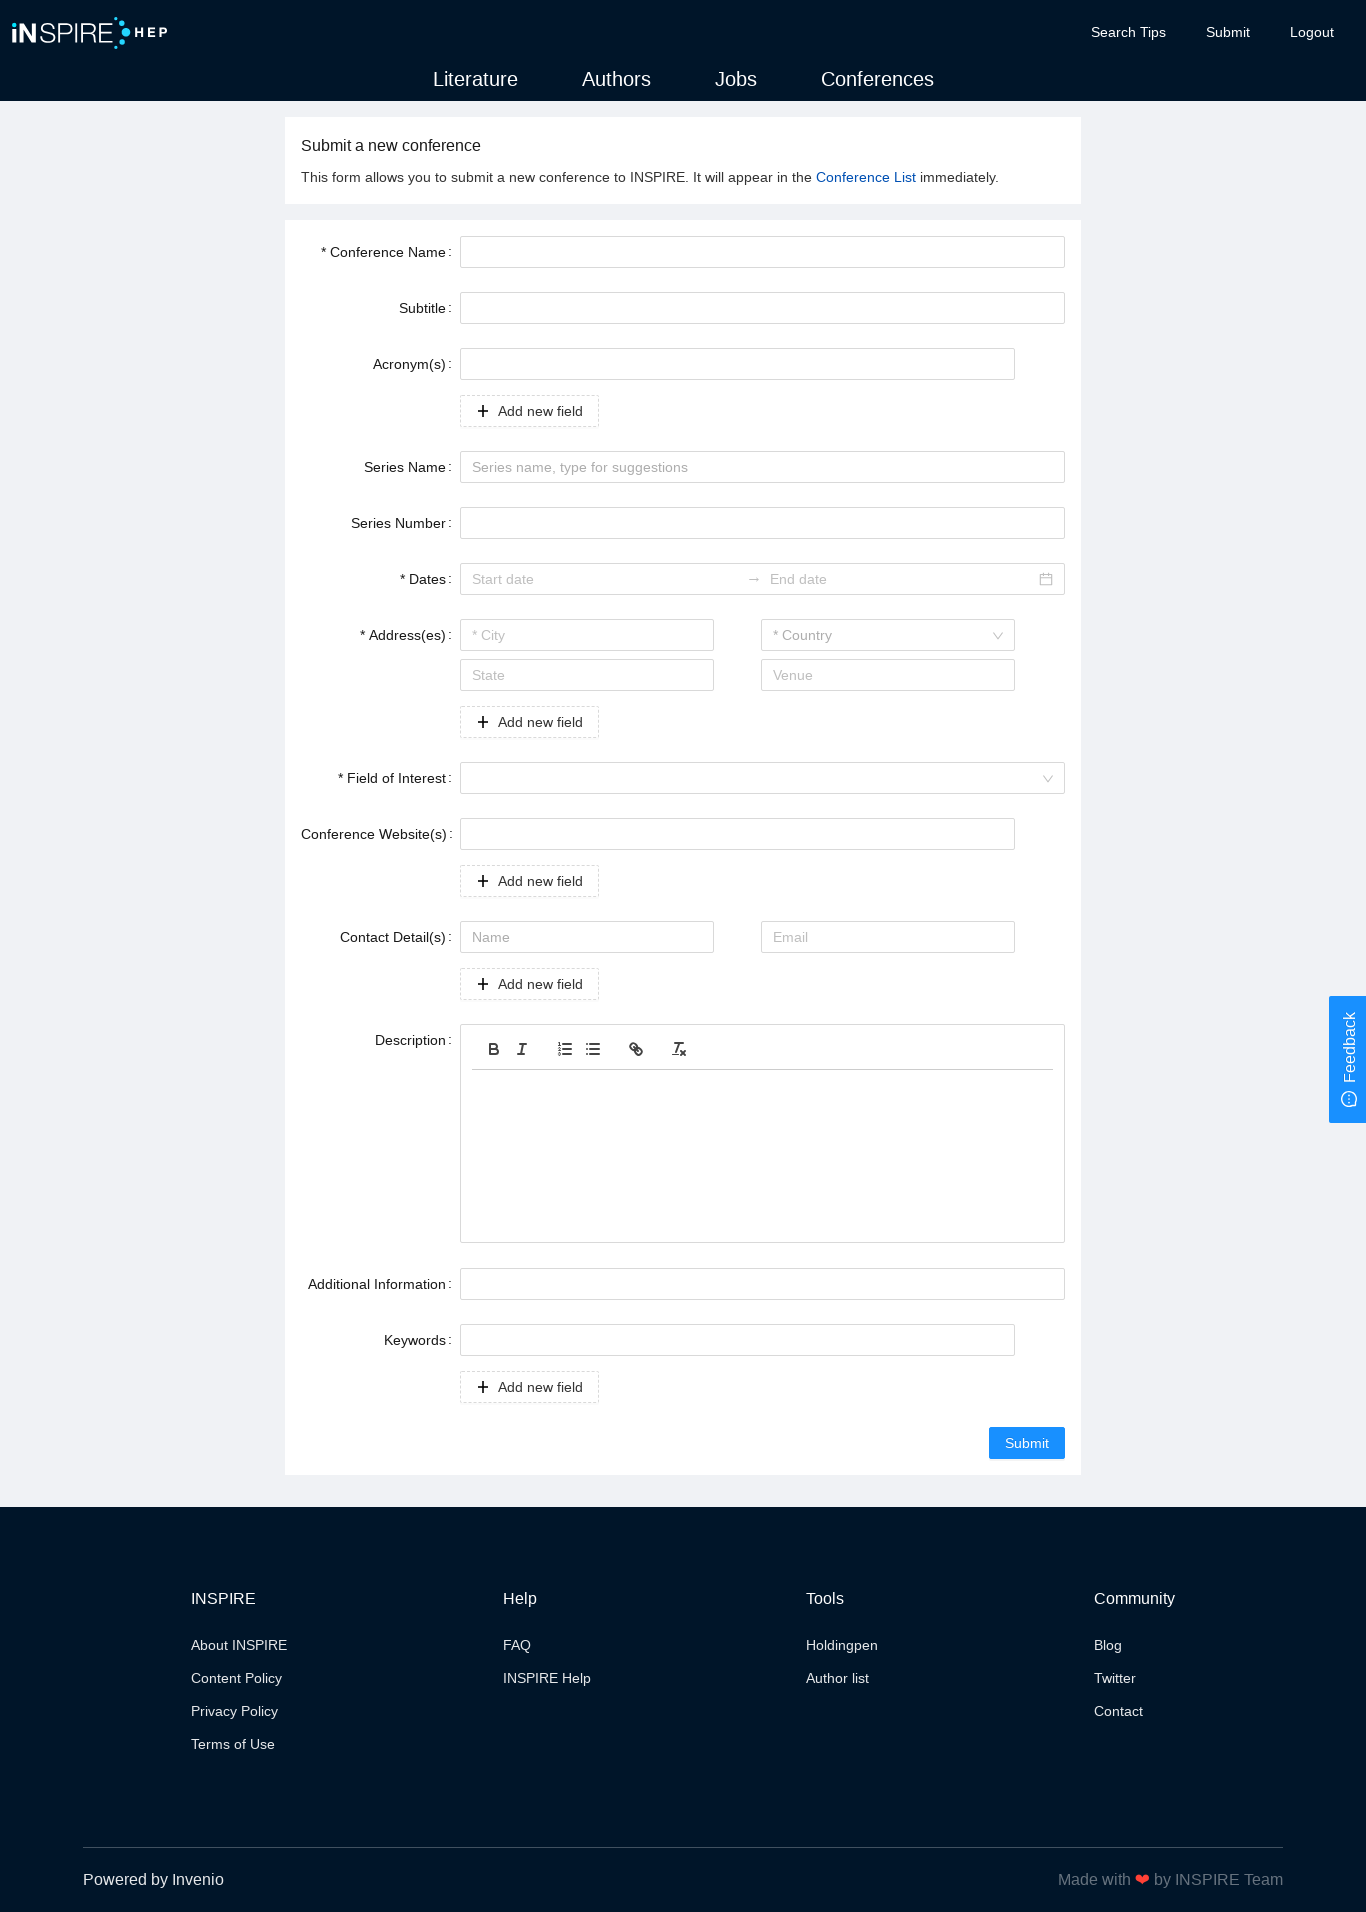 iNSPIRE HEP
Search Tips
Submit
Logout
Literature
Authors
Jobs
Conferences
Submit a new conference
This form allows you to submit a new conference to INSPIRE. It will appear in the Conference List immediately.
* Conference Name :
Subtitle :
Acronym(s) :
Add new field
Series Name :
Series name, type for suggestions
Series Number :
* Dates :
Start date → End date
* Address(es) :
* City
* Country
State
Venue
Add new field
* Field of Interest :
Conference Website(s) :
Add new field
Contact Detail(s) :
Name
Email
Add new field
Feedback
Description :
Additional Information :
Keywords :
Add new field
Submit
INSPIRE
About INSPIRE
Content Policy
Privacy Policy
Terms of Use
Help
FAQ
INSPIRE Help
Tools
Holdingpen
Author list
Community
Blog
Twitter
Contact
Powered by Invenio
Made with ❤ by INSPIRE Team